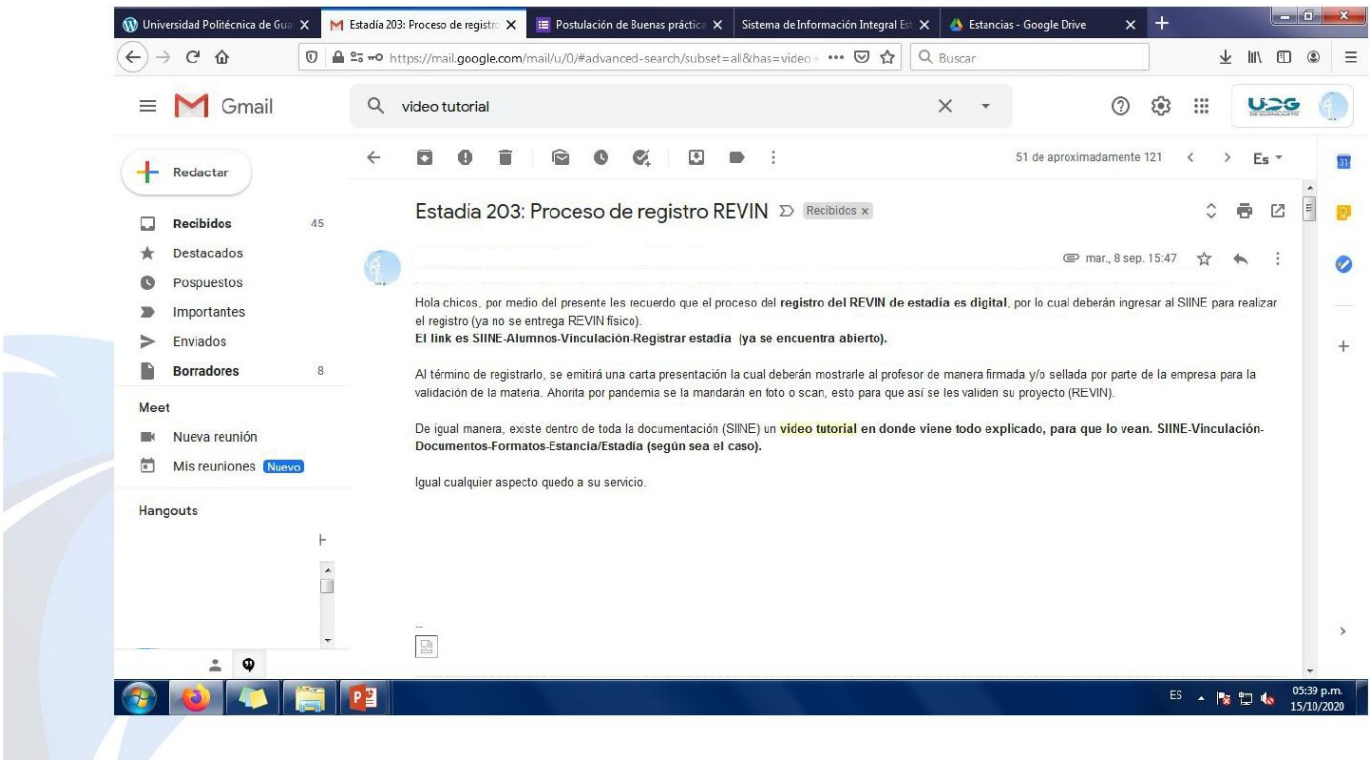 Universidad Politécnica de Gua
Estadía 203: Proceso de registro
Postulación de Buenas práctica
Sistema de Información Integral Es
Estancias - Google Drive
https://mail.google.com/mail/u/0/#advanced-search/subset=all&has=video+
Buscar
Gmail
video tutorial
Redactar
51 de aproximadamente 121
Es
31
Estadía 203: Proceso de registro REVIN
Recibidos x
Recibidos 45
Destacados
mar., 8 sep. 15:47
Pospuestos
Importantes
Enviados
Borradores 8
Hola chicos, por medio del presente les recuerdo que el proceso del registro del REVIN de estadía es digital, por lo cual deberán ingresar al SIINE para realizar
el registro (ya no se entrega REVIN físico).
El link es SIINE-Alumnos-Vinculación-Registrar estadía (ya se encuentra abierto).
Al término de registrarlo, se emitirá una carta presentación la cual deberán mostrarle al profesor de manera firmada y/o sellada por parte de la empresa para la
validación de la materia. Ahorita por pandemia se la mandarán en foto o scan, esto para que así se les validen su proyecto (REVIN).
De igual manera, existe dentro de toda la documentación (SIINE) un video tutorial en donde viene todo explicado, para que lo vean. SIINE-Vinculación-
Documentos-Formatos-Estancia/Estadía (según sea el caso).
Igual cualquier aspecto quedo a su servicio.
Meet
Nueva reunión
Mis reuniones Nuevo
Hangouts
ES
05:39 p.m.
15/10/2020